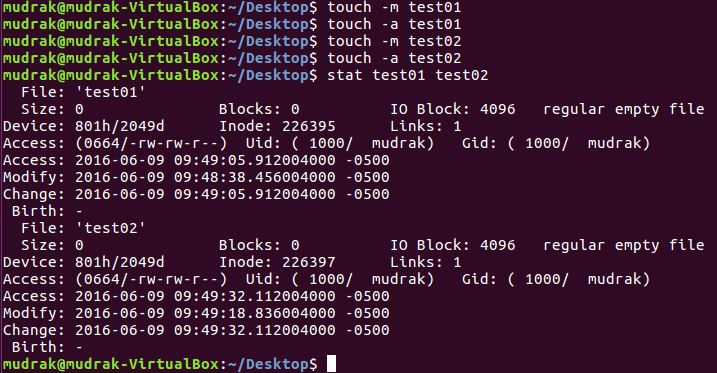 mudrak@mudrak-VirtualBox:~/Desktop$ touch -m test01
mudrak@mudrak-VirtualBox:~/Desktop$ touch -a test01
mudrak@mudrak-VirtualBox:~/Desktop$ touch -m test02
mudrak@mudrak-VirtualBox:~/Desktop$ touch -a test02
mudrak@mudrak-VirtualBox:~/Desktop$ stat test01 test02
  File: 'test01'
  Size: 0               Blocks: 0          IO Block: 4096   regular empty file
Device: 801h/2049d      Inode: 226395      Links: 1
Access: (0664/-rw-rw-r--)  Uid: ( 1000/  mudrak)   Gid: ( 1000/  mudrak)
Access: 2016-06-09 09:49:05.912004000 -0500
Modify: 2016-06-09 09:48:38.456004000 -0500
Change: 2016-06-09 09:49:05.912004000 -0500
 Birth: -
  File: 'test02'
  Size: 0               Blocks: 0          IO Block: 4096   regular empty file
Device: 801h/2049d      Inode: 226397      Links: 1
Access: (0664/-rw-rw-r--)  Uid: ( 1000/  mudrak)   Gid: ( 1000/  mudrak)
Access: 2016-06-09 09:49:32.112004000 -0500
Modify: 2016-06-09 09:49:18.836004000 -0500
Change: 2016-06-09 09:49:32.112004000 -0500
 Birth: -
mudrak@mudrak-VirtualBox:~/Desktop$